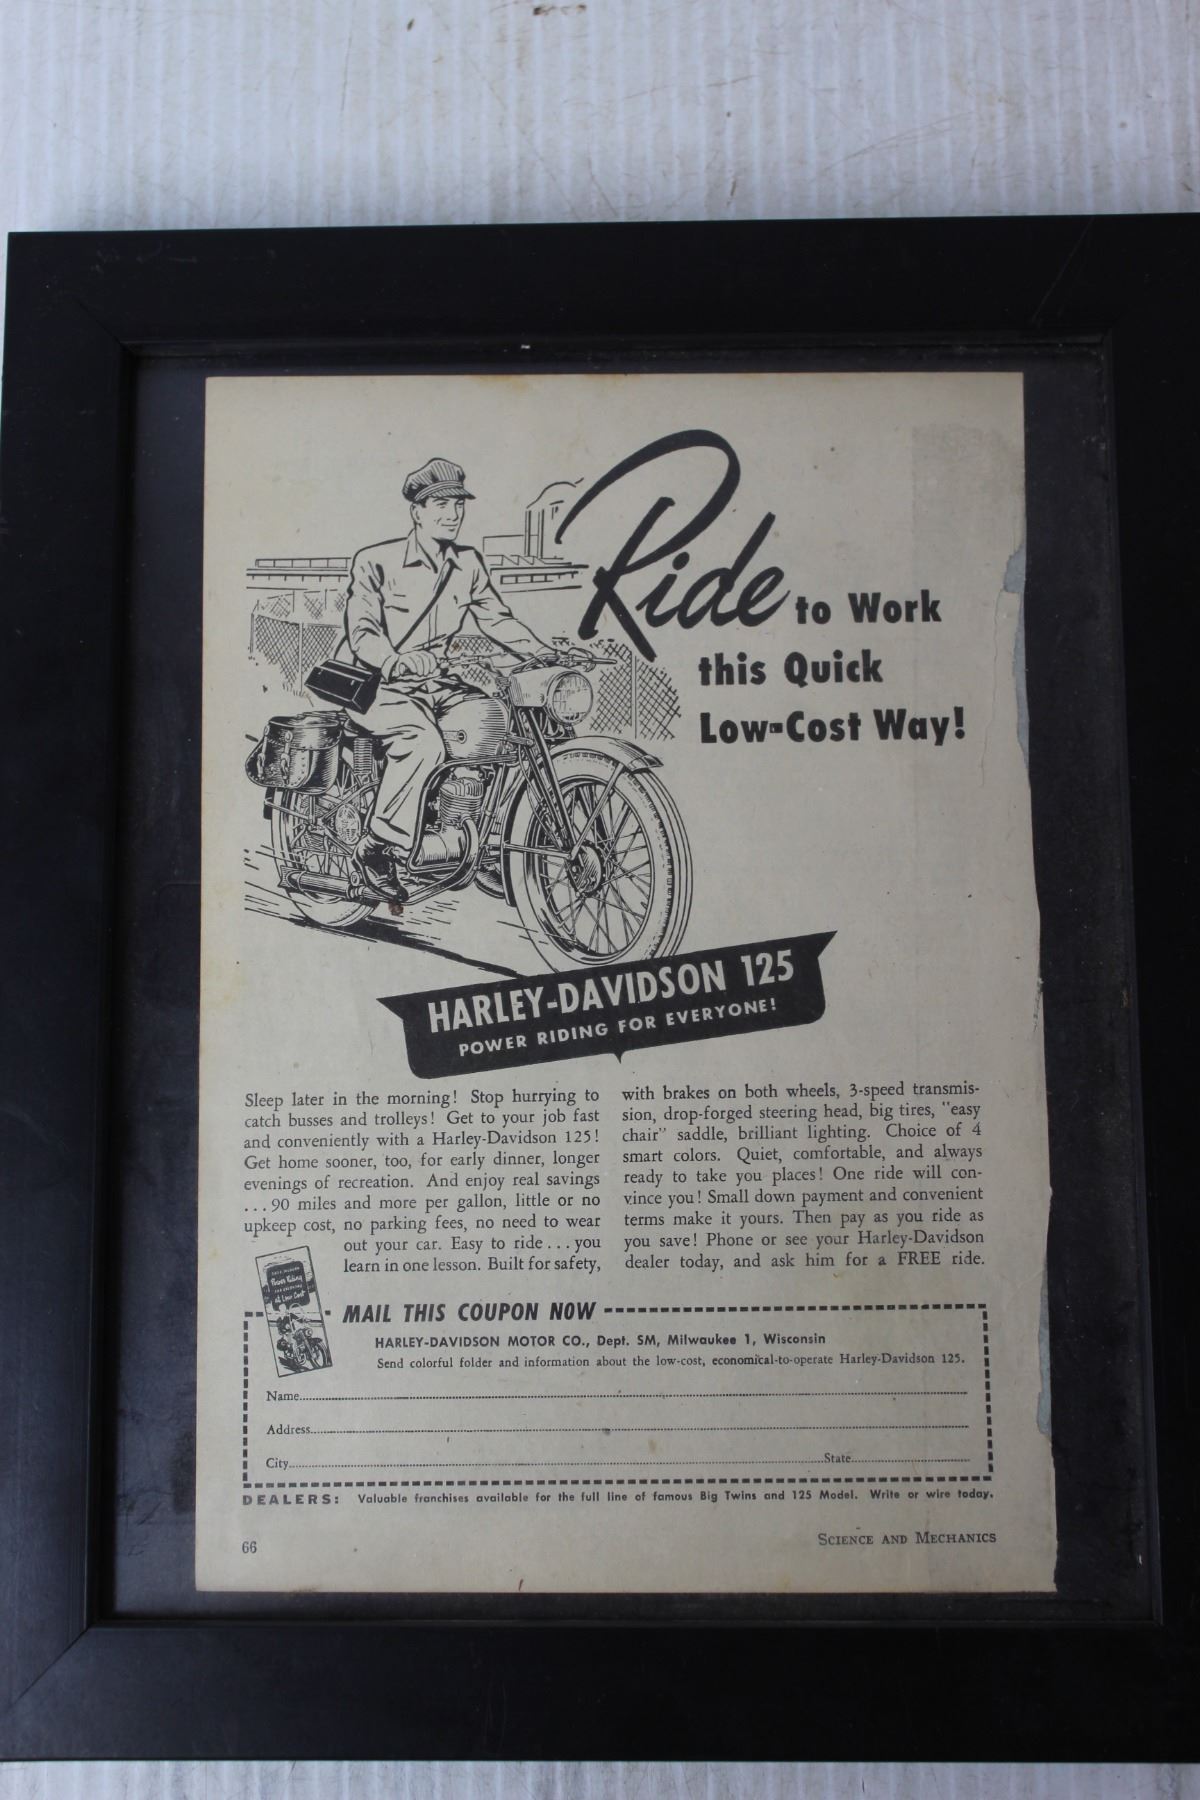 Ride to Work
this Quick
Low-Cost Way!
HARLEY-DAVIDSON 125
POWER RIDING FOR EVERYONE!
Sleep later in the morning! Stop hurrying to
catch busses and trolleys! Get to your job fast
and conveniently with a Harley-Davidson 125!
Get home sooner, too, for early dinner, longer
evenings of recreation. And enjoy real savings
...90 miles and more per gallon, little or no
upkeep cost, no parking fees, no need to wear
out your car. Easy to ride...you
learn in one lesson. Built for safety,
with brakes on both wheels, 3-speed transmis-
sion, drop-forged steering head, big tires, "easy
chair" saddle, brilliant lighting. Choice of 4
smart colors. Quiet, comfortable, and always
ready to take you places! One ride will con-
vince you! Small down payment and convenient
terms make it yours. Then pay as you ride as
you save! Phone or see your Harley-Davidson
dealer today, and ask him for a FREE ride.
Power Riding
at Low Cost
MAIL THIS COUPON NOW
HARLEY-DAVIDSON MOTOR CO., Dept. SM, Milwaukee 1, Wisconsin
Send colorful folder and information about the low-cost, economical-to-operate Harley-Davidson 125.
Name
Address
City State
DEALERS: Valuable franchises available for the full line of famous Big Twins and 125 Model. Write or wire today.
66 SCIENCE AND MECHANICS